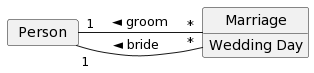 Person
1 ◄ groom *
◄ bride *
1
Marriage
Wedding Day